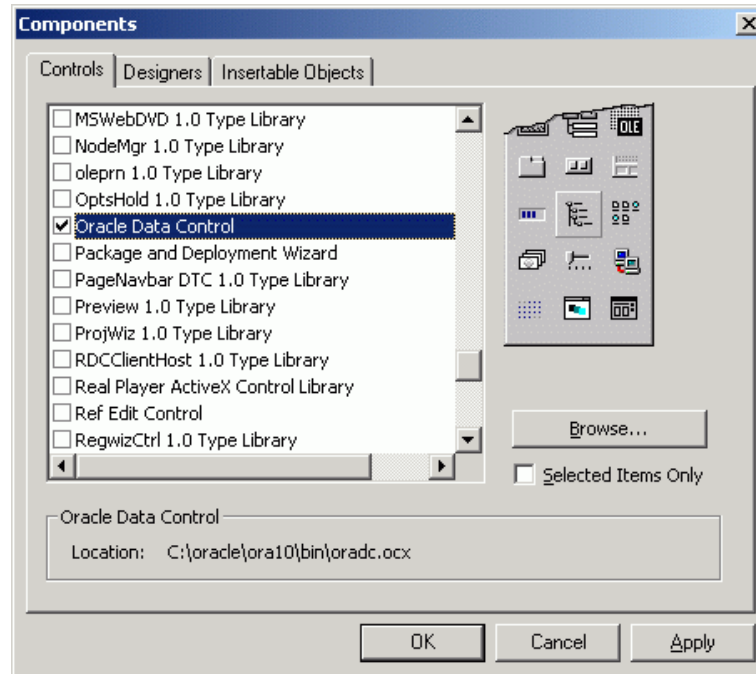 Components
Controls Designers Insertable Objects
MSWebDVD 1.0 Type Library
NodeMgr 1.0 Type Library
oleprn 1.0 Type Library
OptsHold 1.0 Type Library
Oracle Data Control
Package and Deployment Wizard
PageNavbar DTC 1.0 Type Library
Preview 1.0 Type Library
ProjWiz 1.0 Type Library
RDCClientHost 1.0 Type Library
Real Player ActiveX Control Library
Ref Edit Control
RegwizCtrl 1.0 Type Library
OLE
Browse...
Selected Items Only
Oracle Data Control
Location: C:\oracle\ora10\bin\oradc.ocx
OK Cancel Apply